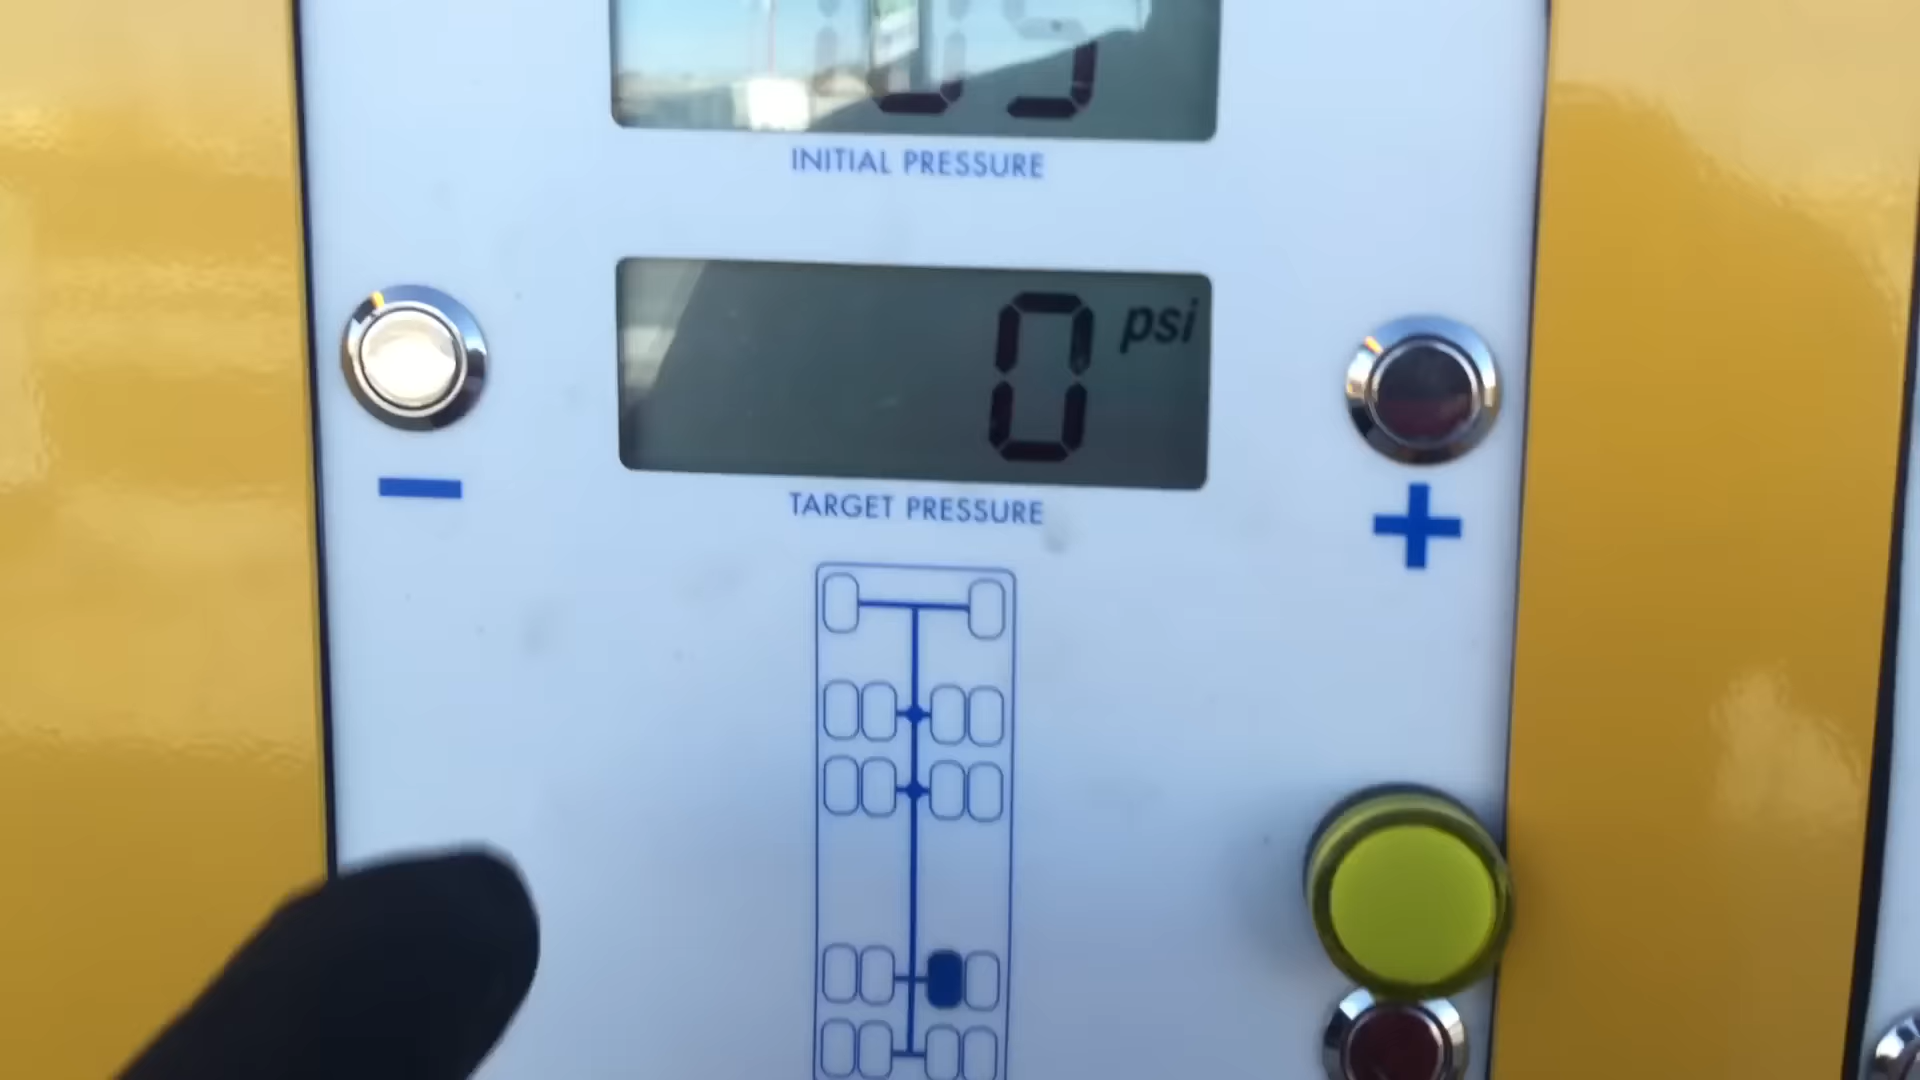 INITIAL PRESSURE
0 psi
TARGET PRESSURE
-
+